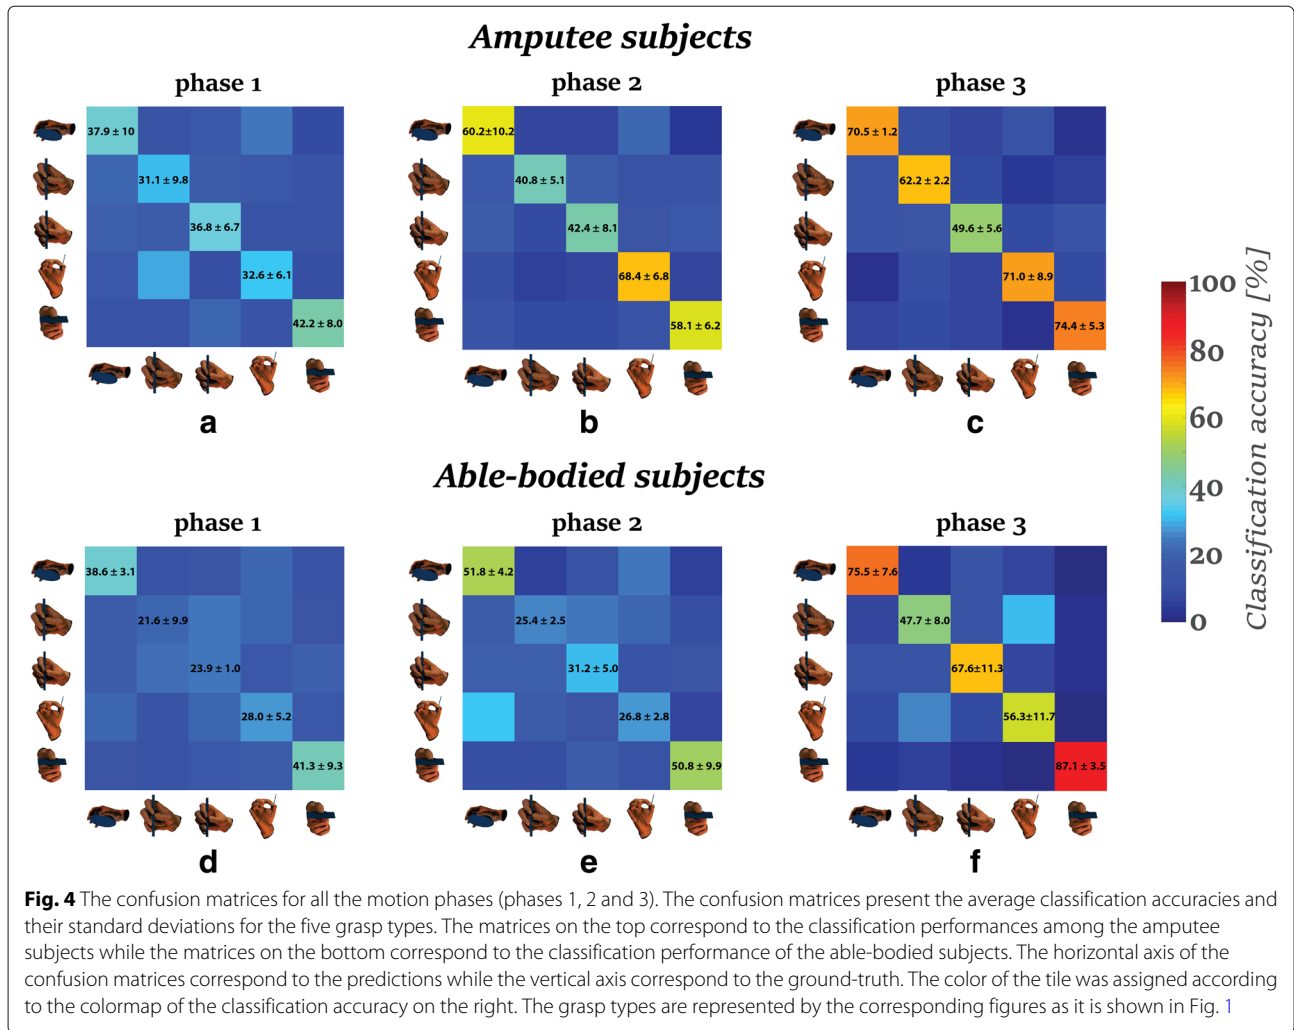 Amputee subjects
phase 1
phase 2
phase 3
37.9 ± 10
31.1 ± 9.8
36.8 ± 6.7
32.6 ± 6.1
42.2 ± 8.0
60.2±10.2
40.8 ± 5.1
42.4 ± 8.1
68.4 ± 6.8
58.1 ± 6.2
70.5 ± 1.2
62.2 ± 2.2
49.6 ± 5.6
71.0 ± 8.9
74.4 ± 5.3
a
b
c
Able-bodied subjects
phase 1
phase 2
phase 3
38.6 ± 3.1
21.6 ± 9.9
23.9 ± 1.0
28.0 ± 5.2
41.3 ± 9.3
51.8 ± 4.2
25.4 ± 2.5
31.2 ± 5.0
26.8 ± 2.8
50.8 ± 9.9
75.5 ± 7.6
47.7 ± 8.0
67.6±11.3
56.3±11.7
87.1 ± 3.5
d
e
f
100
80
60
40
20
0
Classification accuracy [%]
Fig. 4 The confusion matrices for all the motion phases (phases 1, 2 and 3). The confusion matrices present the average classification accuracies and
their standard deviations for the five grasp types. The matrices on the top correspond to the classification performances among the amputee
subjects while the matrices on the bottom correspond to the classification performance of the able-bodied subjects. The horizontal axis of the
confusion matrices correspond to the predictions while the vertical axis correspond to the ground-truth. The color of the tile was assigned according
to the colormap of the classification accuracy on the right. The grasp types are represented by the corresponding figures as it is shown in Fig. 1